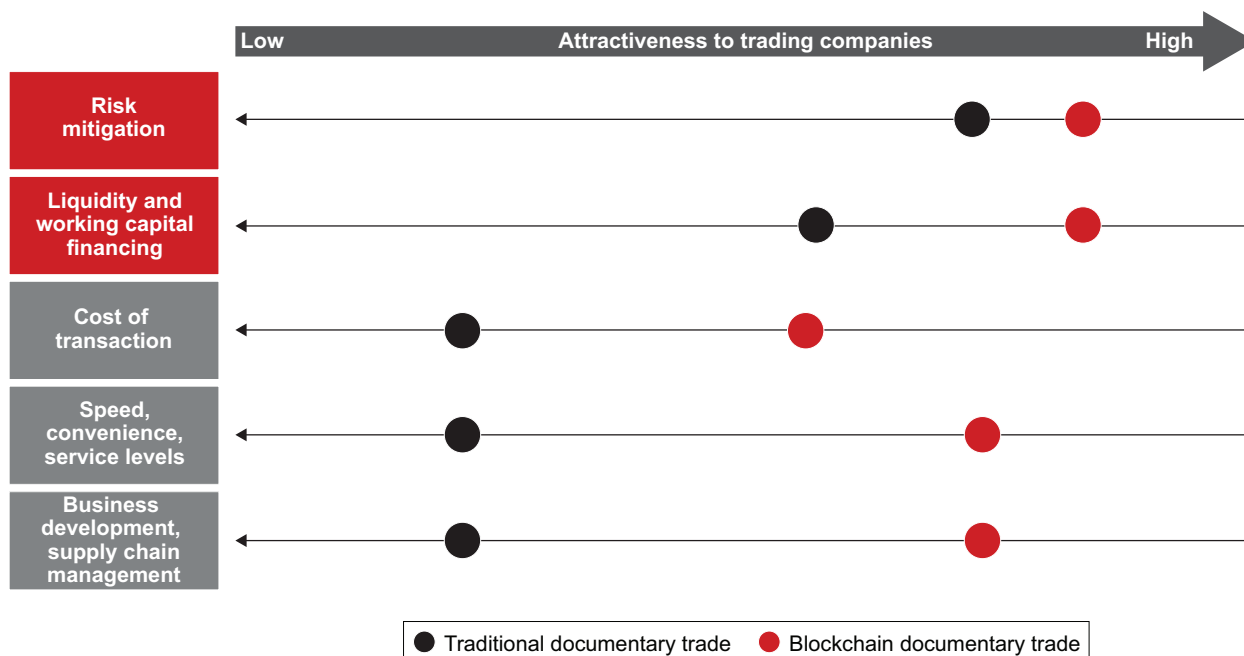 Low Attractiveness to trading companies High
Risk
mitigation
Liquidity and
working capital
financing
Cost of
transaction
Speed,
convenience,
service levels
Business
development,
supply chain
management
Traditional documentary trade Blockchain documentary trade